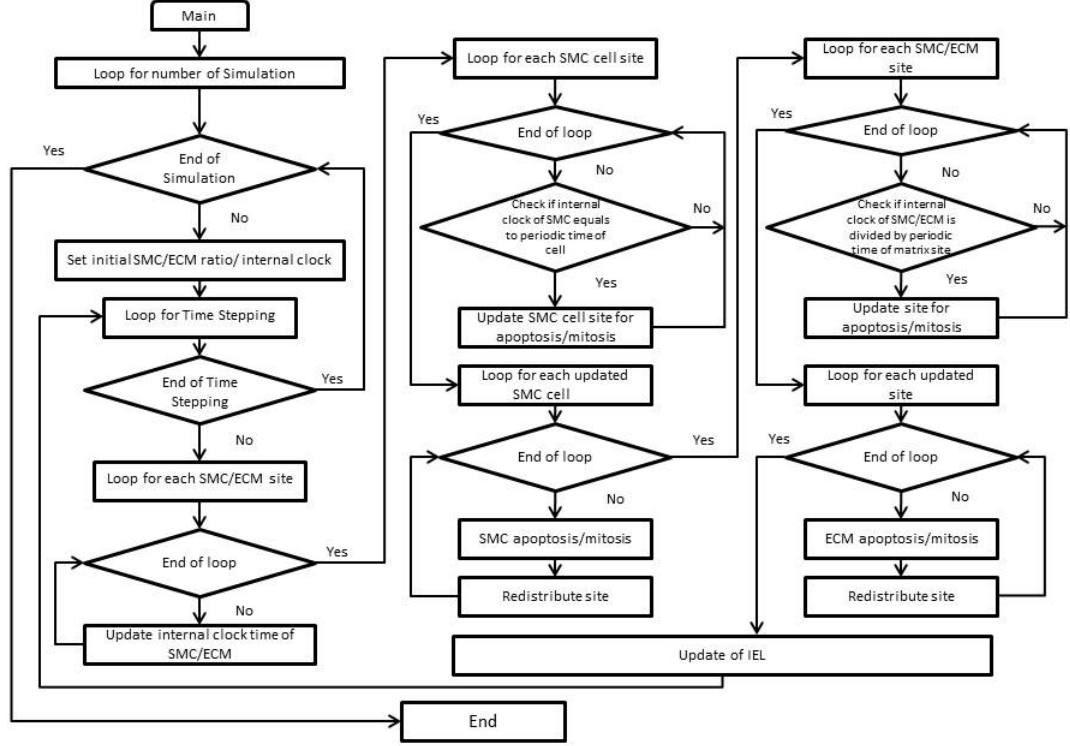 Main
Loop for number of Simulation
Yes
End of
Simulation
No
Set initial SMC/ECM ratio/ internal clock
Loop for Time Stepping
End of Time
Stepping
Yes
No
Loop for each SMC/ECM site
End of loop
Yes
No
Update internal clock time of
SMC/ECM
Loop for each SMC cell site
Yes
End of loop
No
Check if internal
clock of SMC equals
to periodic time of
cell
No
Yes
Update SMC cell site for
apoptosis/mitosis
Loop for each updated
SMC cell
End of loop
Yes
No
SMC apoptosis/mitosis
Redistribute site
Loop for each SMC/ECM
site
Yes
End of loop
No
Check if internal
clock of SMC/ECM is
divided by periodic
time of matrix site
No
Yes
Update site for
apoptosis/mitosis
Loop for each updated
site
Yes
End of loop
No
ECM apoptosis/mitosis
Redistribute site
Update of IEL
End